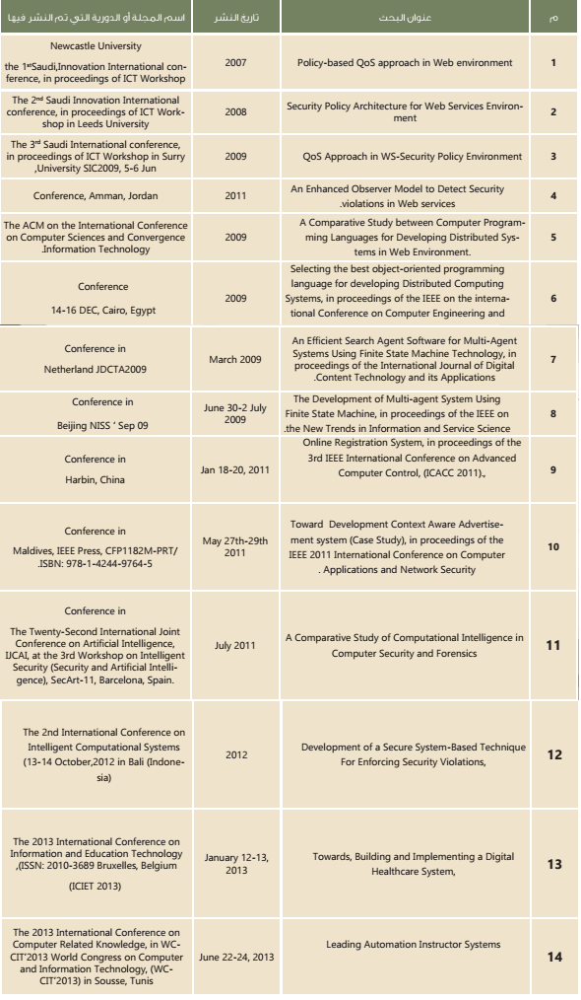 م
عنوان البحث
تاريخ النشر
اسم المجلة أو الدورية التي تم النشر فيها
1
Policy-based QoS approach in Web environment
2007
Newcastle University
the 1stSaudi,Innovation International con-
ference, in proceedings of ICT Workshop
2
Security Policy Architecture for Web Services Environ-
ment
2008
The 2nd Saudi Innovation International
conference, in proceedings of ICT Work-
shop in Leeds University
3
QoS Approach in WS-Security Policy Environment
2009
The 3rd Saudi International conference,
in proceedings of ICT Workshop in Surry
,University SIC2009, 5-6 Jun
4
An Enhanced Observer Model to Detect Security
.violations in Web services
2011
Conference, Amman, Jordan
5
A Comparative Study between Computer Program-
ming Languages for Developing Distributed Sys-
tems in Web Environment.
2009
The ACM on the International Conference
on Computer Sciences and Convergence
.Information Technology
6
Selecting the best object-oriented programming
language for developing Distributed Computing
Systems, in proceedings of the IEEE on the interna-
tional Conference on Computer Engineering and
2009
Conference
14-16 DEC, Cairo, Egypt
7
An Efficient Search Agent Software for Multi-Agent
Systems Using Finite State Machine Technology, in
proceedings of the International Journal of Digital
.Content Technology and its Applications
March 2009
Conference in
Netherland JDCTA2009
8
The Development of Multi-agent System Using
Finite State Machine, in proceedings of the IEEE on
.the New Trends in Information and Service Science
June 30-2 July
2009
Conference in
Beijing NISS ' Sep 09
9
Online Registration System, in proceedings of the
3rd IEEE International Conference on Advanced
Computer Control, (ICACC 2011).,
Jan 18-20, 2011
Conference in
Harbin, China
10
Toward Development Context Aware Advertise-
ment system (Case Study), in proceedings of the
IEEE 2011 International Conference on Computer
. Applications and Network Security
May 27th-29th
2011
Conference in
Maldives, IEEE Press, CFP1182M-PRT/
.ISBN: 978-1-4244-9764-5
11
A Comparative Study of Computational Intelligence in
Computer Security and Forensics
July 2011
Conference in
The Twenty-Second International Joint
Conference on Artificial Intelligence,
IJCAI, at the 3rd Workshop on Intelligent
Security (Security and Artificial Intelli-
gence), SecArt-11, Barcelona, Spain.
12
Development of a Secure System-Based Technique
For Enforcing Security Violations,
2012
The 2nd International Conference on
Intelligent Computational Systems
(13-14 October,2012 in Bali (Indone-
sia)
13
Towards, Building and Implementing a Digital
Healthcare System,
January 12-13,
2013
The 2013 International Conference on
Information and Education Technology
,(ISSN: 2010-3689 Bruxelles, Belgium
(ICIET 2013)
14
Leading Automation Instructor Systems
June 22-24, 2013
The 2013 International Conference on
Computer Related Knowledge, in WC-
CIT'2013 World Congress on Computer
and Information Technology, (WC-
CIT'2013) in Sousse, Tunis